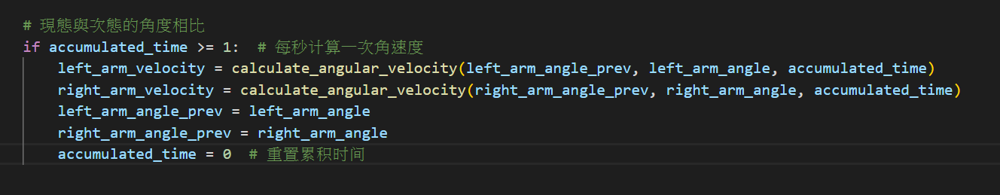 # 現態與次態的角度相比
if accumulated_time >= 1:  # 每秒计算一次角速度
    left_arm_velocity = calculate_angular_velocity(left_arm_angle_prev, left_arm_angle, accumulated_time)
    right_arm_velocity = calculate_angular_velocity(right_arm_angle_prev, right_arm_angle, accumulated_time)
    left_arm_angle_prev = left_arm_angle
    right_arm_angle_prev = right_arm_angle
    accumulated_time = 0  # 重置累积时间